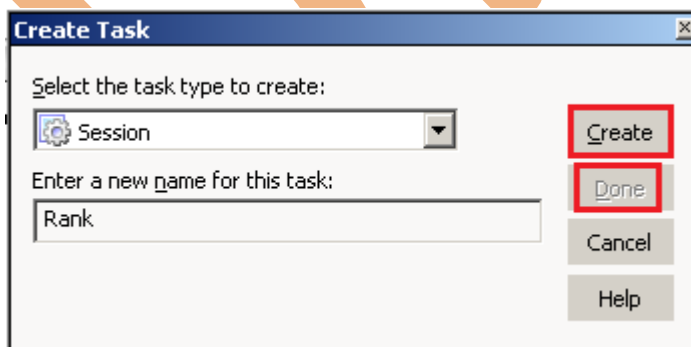 Create Task
Select the task type to create:
Session
Create
Enter a new name for this task:
Done
Rank
Cancel
Help